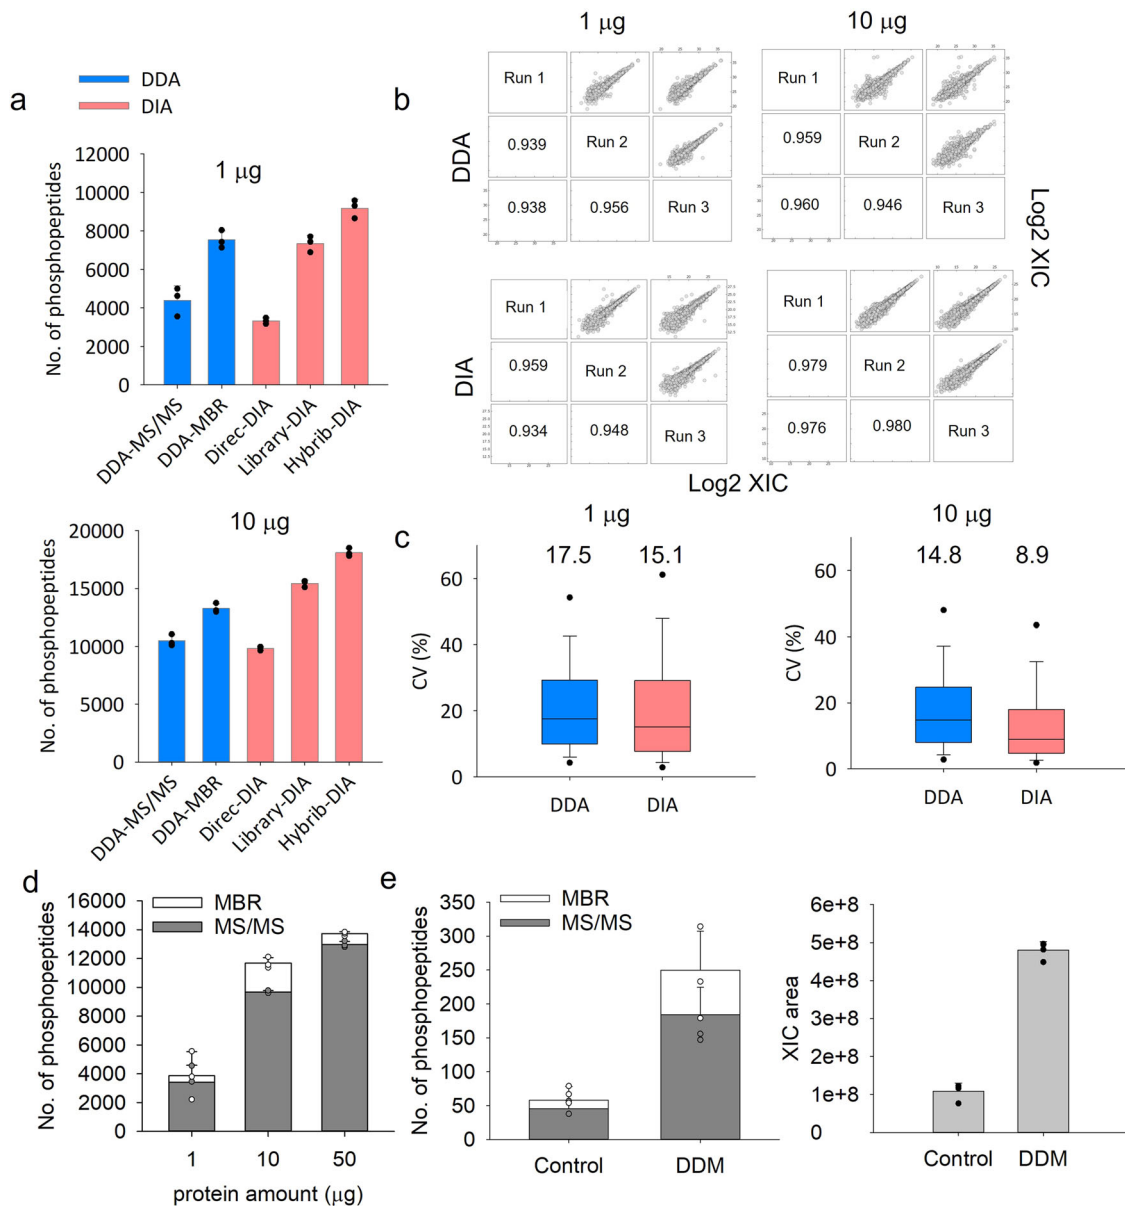 a
DDA
DIA
1 µg
12000
10000
8000
6000
4000
2000
0
No. of phosphopeptides
DDA-MS/MS
DDA-MBR
Direc-DIA
Library-DIA
Hybrib-DIA
10 µg
20000
15000
10000
5000
0
No. of phosphopeptides
DDA-MS/MS
DDA-MBR
Direc-DIA
Library-DIA
Hybrib-DIA
b
1 µg
10 µg
DDA
Run 1
0.939
Run 2
0.938
0.956
Run 3
Run 1
0.959
Run 2
0.960
0.946
Run 3
DIA
Run 1
0.959
Run 2
0.934
0.948
Run 3
Run 1
0.979
Run 2
0.976
0.980
Run 3
Log2 XIC
Log2 XIC
c
1 µg
17.5 15.1
60
40
20
0
CV (%)
DDA DIA
10 µg
14.8 8.9
60
40
20
0
CV (%)
DDA DIA
d
MBR
MS/MS
16000
14000
12000
10000
8000
6000
4000
2000
0
No. of phosphopeptides
1 10 50
protein amount (µg)
e
MBR
MS/MS
350
300
250
200
150
100
50
0
No. of phosphopeptides
Control DDM
6e+8
5e+8
4e+8
3e+8
2e+8
1e+8
0
XIC area
Control DDM